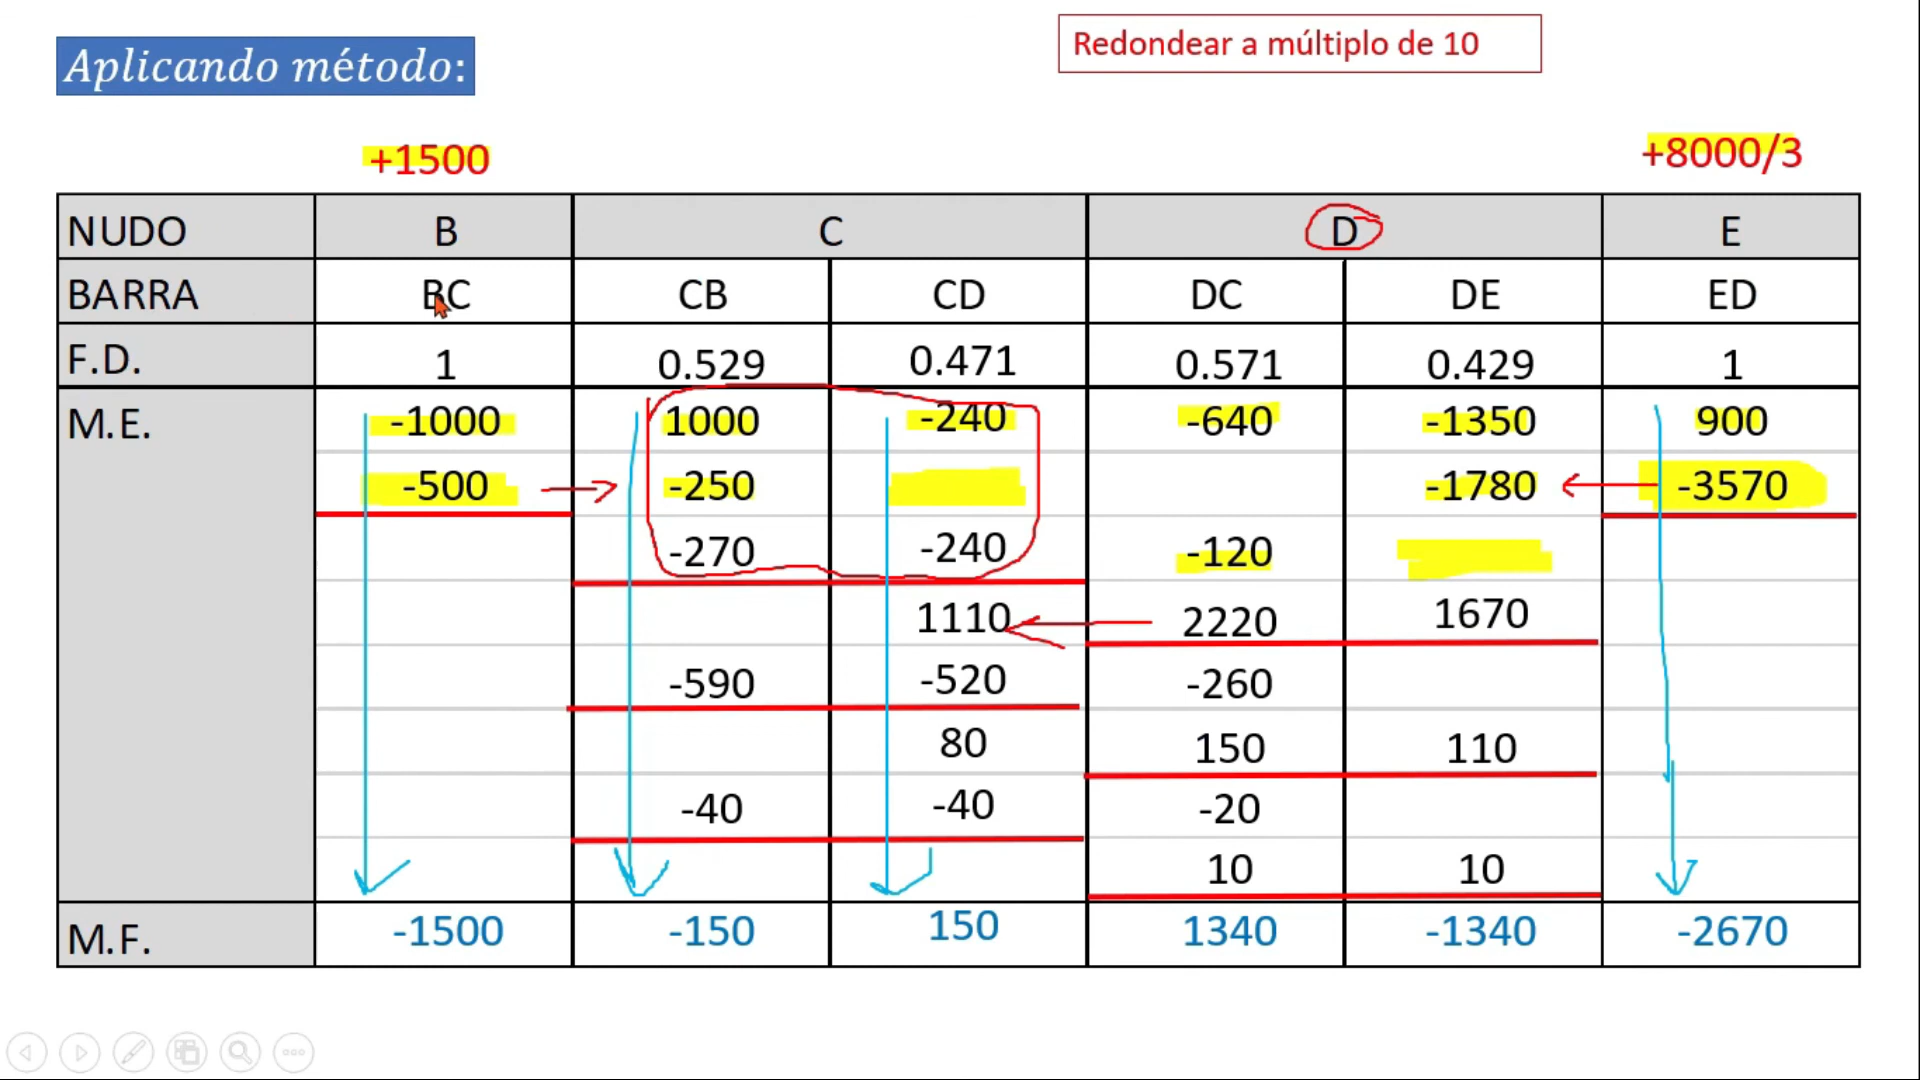 Aplicando método:
Redondear a múltiplo de 10
+1500 +8000/3
NUDO B C D E
BARRA BC CB CD DC DE ED
F.D. 1 0.529 0.471 0.571 0.429 1
M.E. -1000 1000 -240 -640 -1350 900
-500 -250 -1780 -3570
-270 -240 -120
1110 2220 1670
-590 -520 -260
80 150 110
-40 -40 -20
10 10
M.F. -1500 -150 150 1340 -1340 -2670